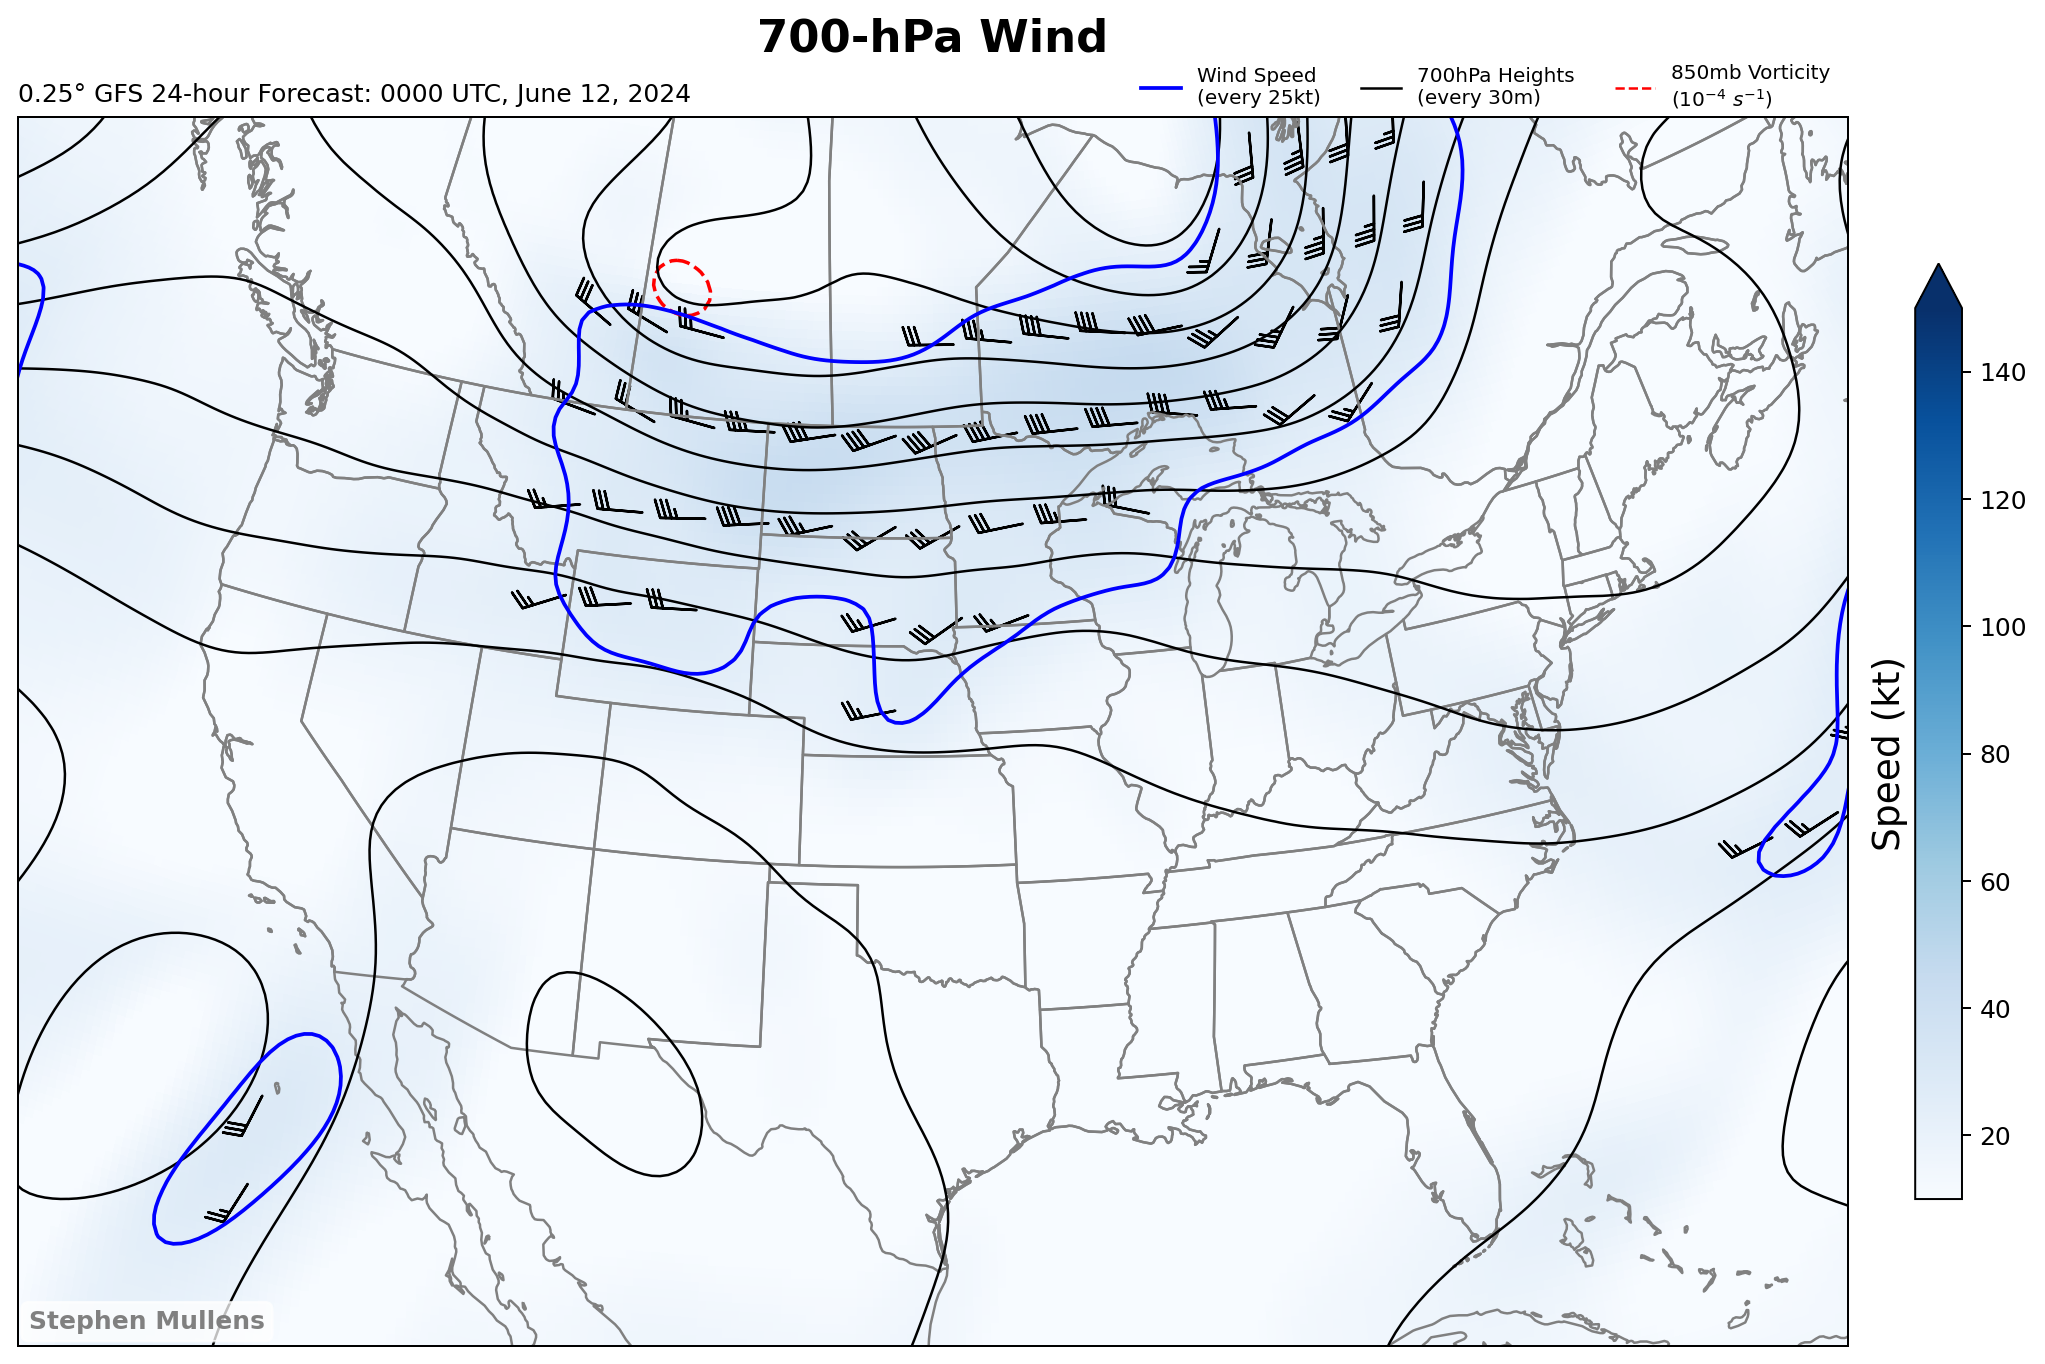 700-hPa Wind
0.25° GFS 24-hour Forecast: 0000 UTC, June 12, 2024
Wind Speed
(every 25kt)
700hPa Heights
(every 30m)
850mb Vorticity
(10⁻⁴ s⁻¹)
140
120
100
80
60
40
20
Speed (kt)
Stephen Mullens